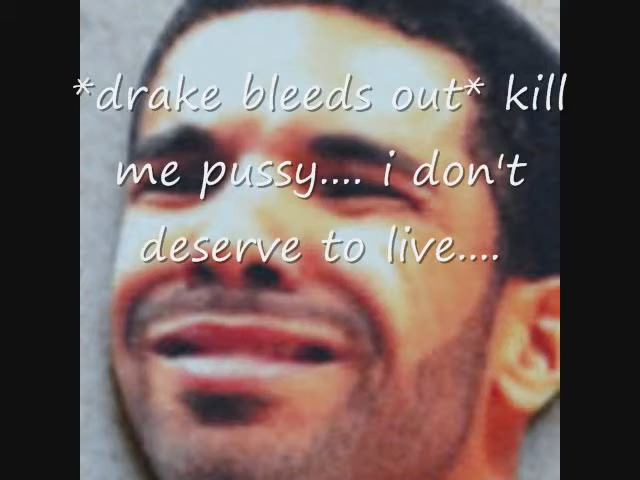 *drake bleeds out* kill
me pussy.... i don't
deserve to live....